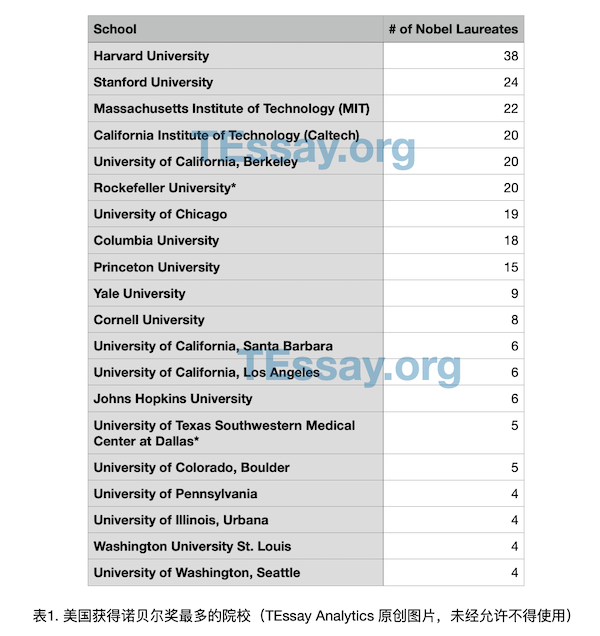 School # of Nobel Laureates
Harvard University 38
Stanford University 24
Massachusetts Institute of Technology (MIT) 22
California Institute of Technology (Caltech) 20
TEssay.org
University of California, Berkeley 20
Rockefeller University* 20
University of Chicago 19
Columbia University 18
Princeton University 15
Yale University 9
Cornell University 8
University of California, Santa Barbara 6
TEssay.org
University of California, Los Angeles 6
Johns Hopkins University 6
University of Texas Southwestern Medical 5
Center at Dallas*
University of Colorado, Boulder 5
University of Pennsylvania 4
University of Illinois, Urbana 4
Washington University St. Louis 4
University of Washington, Seattle 4
表1. 美国获得诺贝尔奖最多的院校（TEssay Analytics 原创图片，未经允许不得使用）